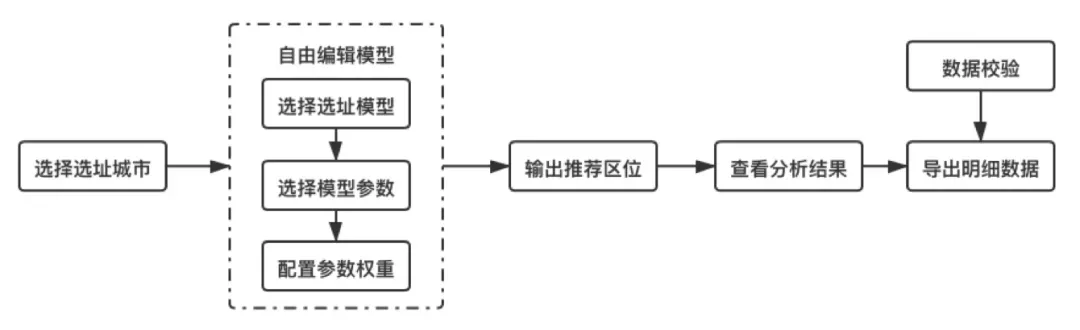 选择选址城市
自由编辑模型
选择选址模型
选择模型参数
配置参数权重
输出推荐区位
查看分析结果
数据校验
导出明细数据